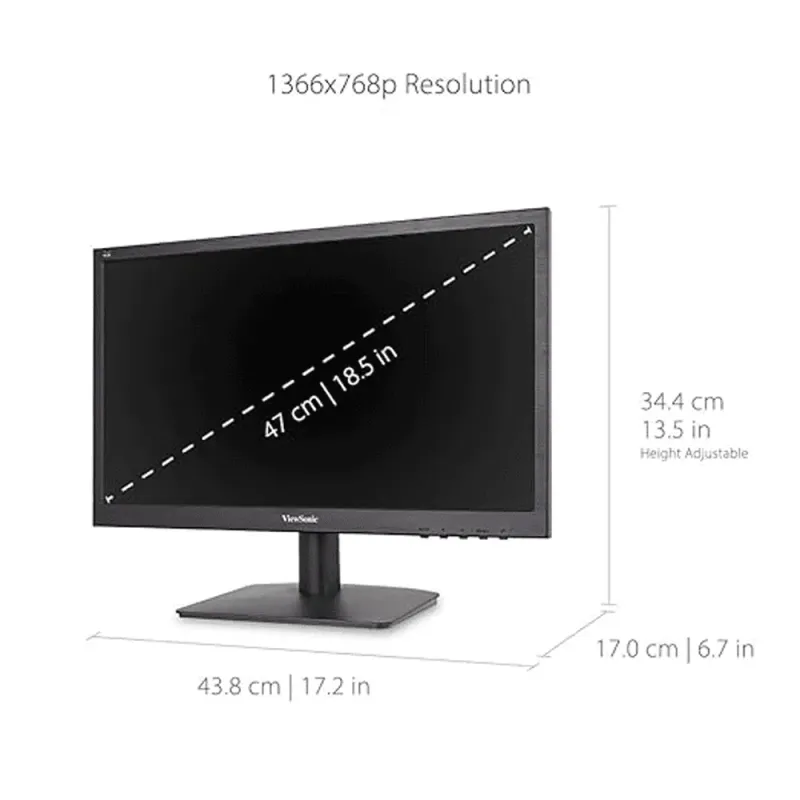 1366x768p Resolution
47 cm | 18.5 in
34.4 cm
13.5 in
Height Adjustable
ViewSonic
17.0 cm | 6.7 in
43.8 cm | 17.2 in